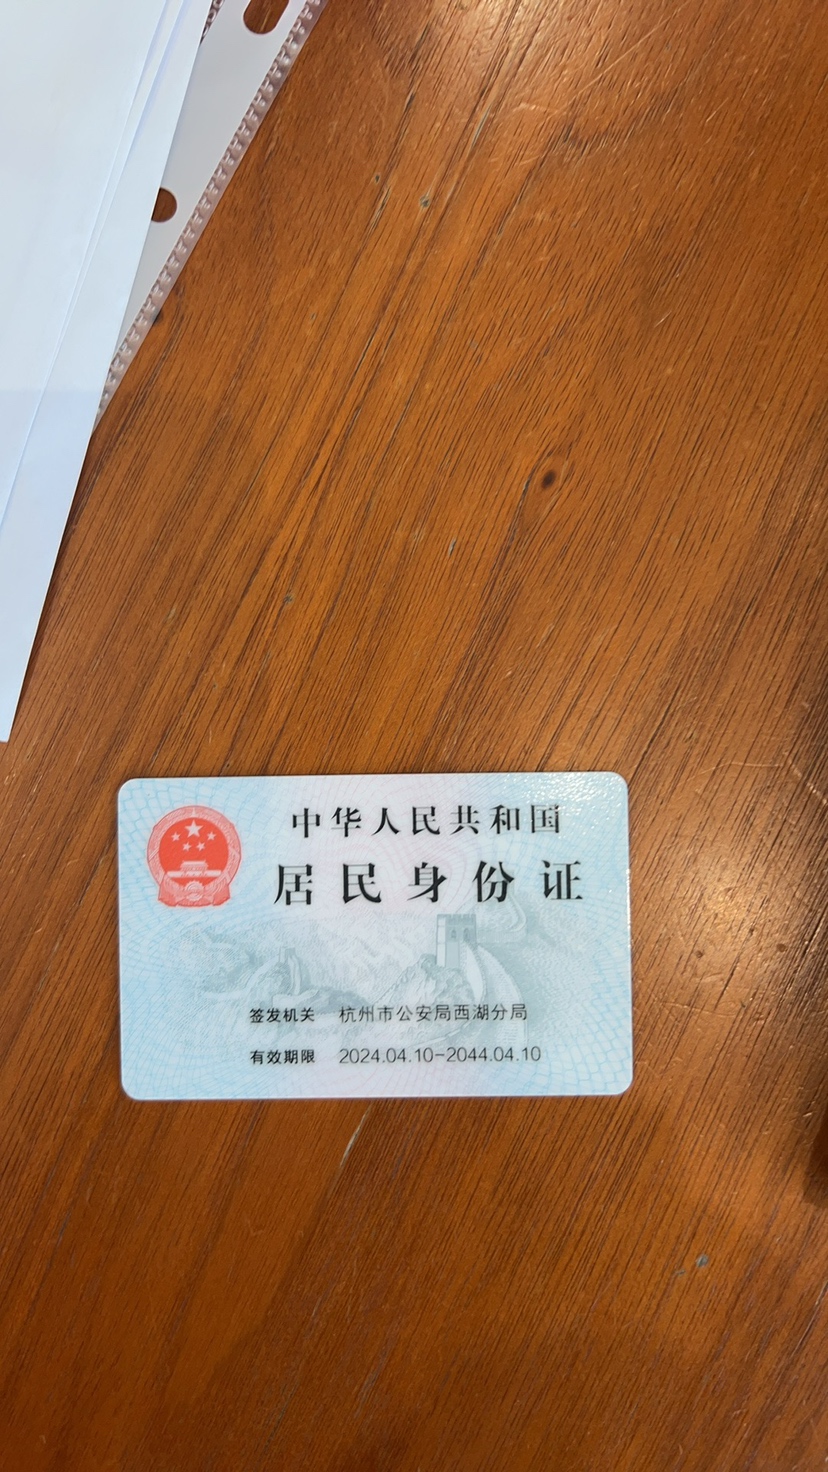 中华人民共和国
居民身份证
签发机关 杭州市公安局西湖分局
有效期限 2024.04.10-2044.04.10